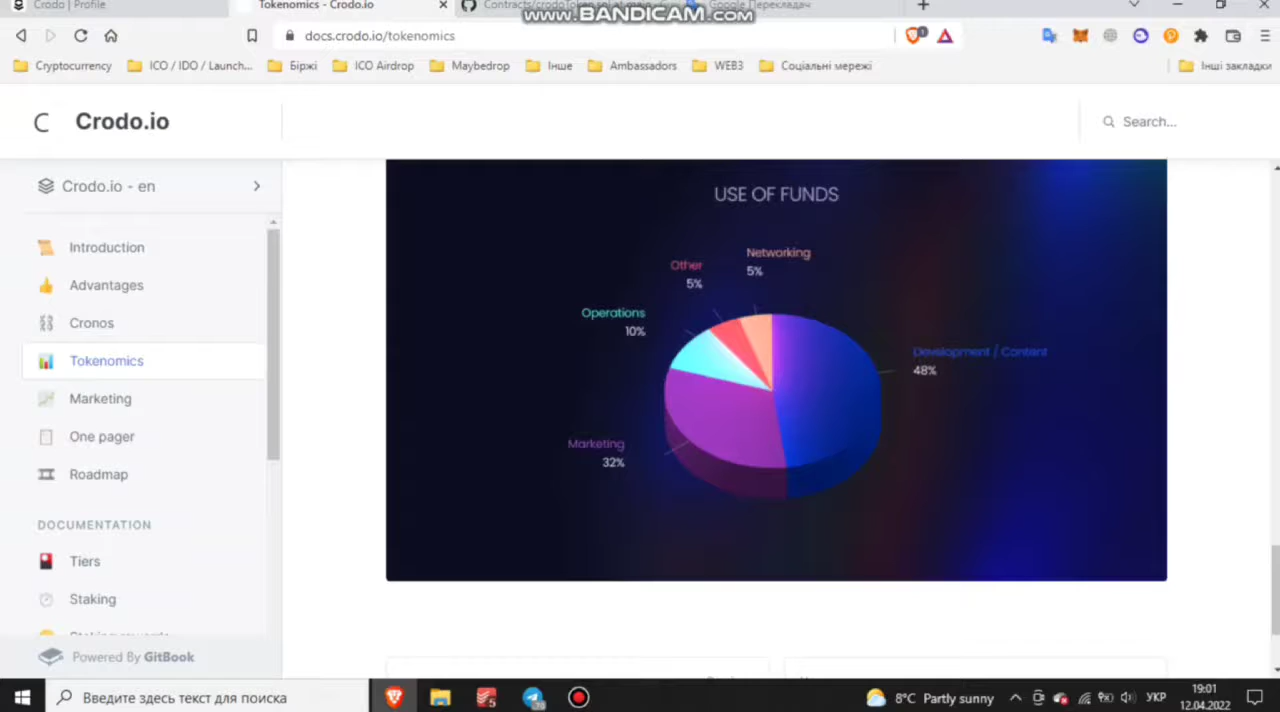 Crodo | Profile
Tokenomics - Crodo.io
www.BANDICAM.com
Google Перекладач
docs.crodo.io/tokenomics
Cryptocurrency
ICO / IDO / Launch...
Біржі
ICO Airdrop
Maybedrop
Інше
Ambassadors
WEB3
Соціальні мережі
Інші закладки
Crodo.io
Search...
Crodo.io - en
Introduction
Advantages
Cronos
Tokenomics
Marketing
One pager
Roadmap
DOCUMENTATION
Tiers
Staking
Powered By GitBook
USE OF FUNDS
Networking
5%
Other
5%
Operations
10%
Development / Content
48%
Marketing
32%
Введите здесь текст для поиска
8°C Partly sunny
УКР
19:01
12.04.2022